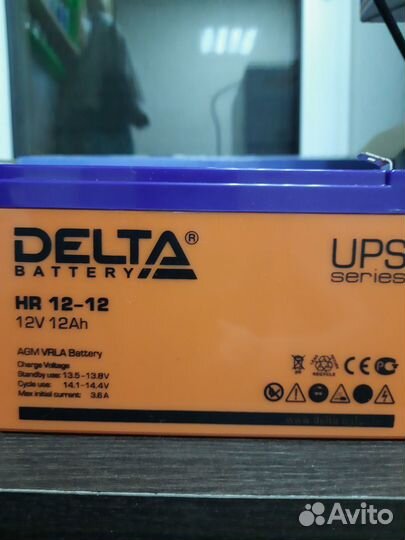 DELTA®
BATTERY
UPS
series
HR 12-12
12V 12Ah
AGM VRLA Battery
Charge Voltage
Standby use: 13.5-13.8V
Cycle use: 14.1-14.4V
Max initial current: 3.6A
Avito